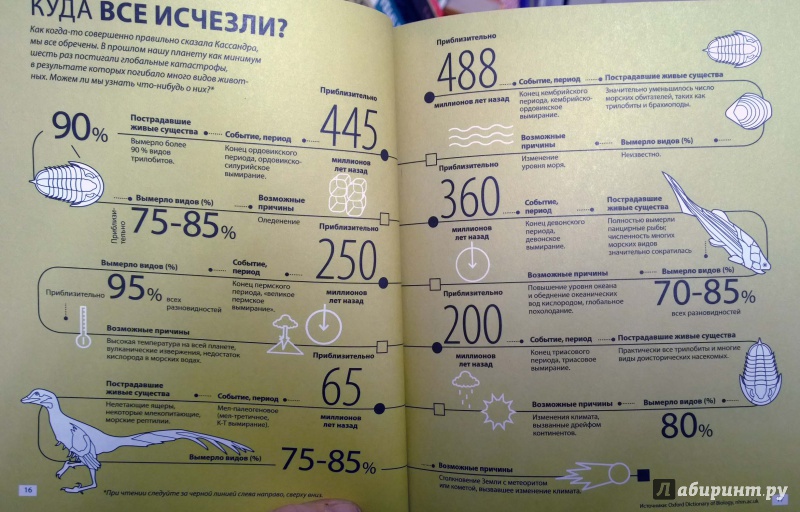 КУДА ВСЕ ИСЧЕЗЛИ?
Как когда-то совершенно правильно сказала Кассандра,
мы все обречены. В прошлом нашу планету как минимум
шесть раз постигали глобальные катастрофы,
в результате которых погибало много видов живот-
ных. Можем ли мы узнать что-нибудь о них?*
Приблизительно
488
миллионов лет назад
Событие, период
Конец кембрийского
периода, кембрийско-
ордовикское
вымирание.
Пострадавшие живые существа
Значительно уменьшилось число
морских обитателей, таких как
трилобиты и брахиоподы.
Возможные
причины
Изменение
уровня моря.
Вымерло видов (%)
Неизвестно.
Приблизительно
445
миллионов
лет назад
Событие, период
Конец ордовикского
периода, ордовикско-
силурийское
вымирание.
Пострадавшие
живые существа
Вымерло более
90 % видов
трилобитов.
90%
Возможные
причины
Оледенение
Вымерло видов (%)
Приблизи-
тельно
75-85%
Приблизительно
360
миллионов
лет назад
Событие,
период
Конец девонского
периода,
девонское
вымирание.
Пострадавшие
живые существа
Полностью вымерли
панцирные рыбы;
численность многих
морских видов
значительно сократилась
Возможные причины
Повышение уровня океана
и обеднение океанических
вод кислородом, глобальное
похолодание.
Вымерло видов (%)
70-85%
всех разновидностей
Приблизительно
250
миллионов
лет назад
Событие,
период
Конец пермского
периода, «великое
пермское
вымирание».
Вымерло видов (%)
Приблизительно
95%
всех
разновидностей
Возможные причины
Высокая температура на всей планете,
вулканические извержения, недостаток
кислорода в морских водах.
Приблизительно
200
миллионов
лет назад
Событие, период
Конец триасового
периода, триасовое
вымирание.
Пострадавшие живые существа
Практически все трилобиты и многие
виды доисторических насекомых.
Возможные причины
Изменения климата,
вызванные дрейфом
континентов.
Вымерло видов (%)
80%
Приблизительно
65
миллионов
лет назад
Событие, период
Мел-палеогеновое
(мел-третичное,
К-Т вымирание).
Пострадавшие
живые существа
Нелетающие ящеры,
некоторые млекопитающие,
морские рептилии.
Вымерло видов (%)
75-85%
Возможные причины
Столкновение Земли с метеоритом
или кометой, вызвавшее изменение климата.
16
*При чтении следуйте за черной линией слева направо, сверху вниз.
Источники: Oxford Dictionary of Biology,
Лабиринт.ру